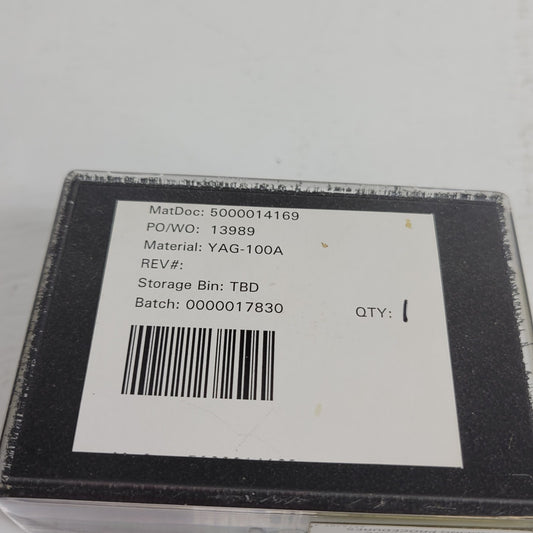 MatDoc: 5000014169
PO/WO: 13989
Material: YAG-100A
REV#:
Storage Bin: TBD
Batch: 0000017830
QTY: 1